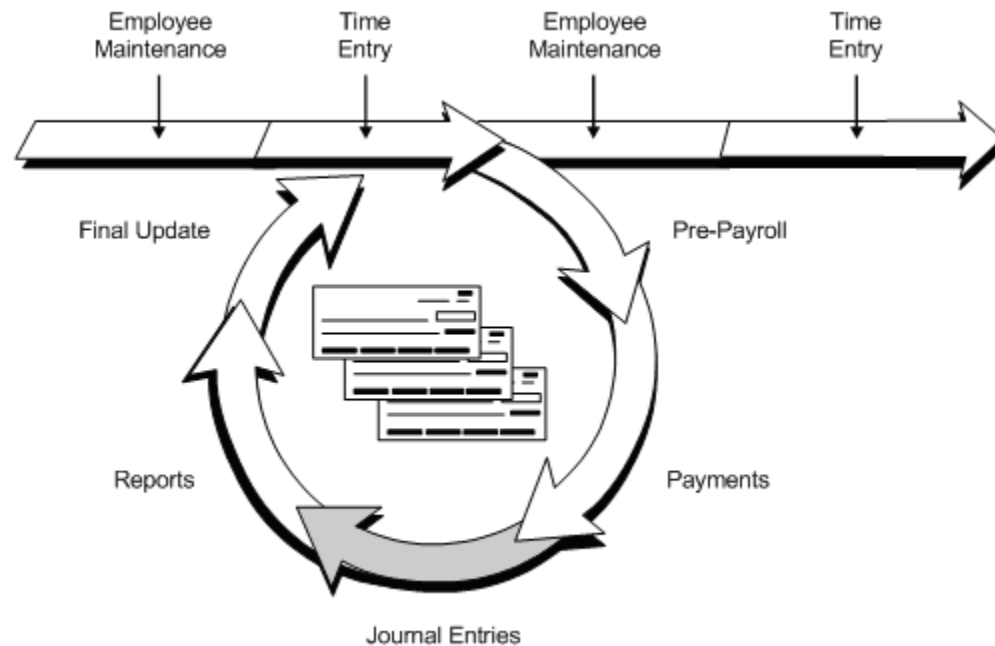 Employee
Maintenance
Time
Entry
Employee
Maintenance
Time
Entry
Final Update
Pre-Payroll
Reports
Payments
Journal Entries